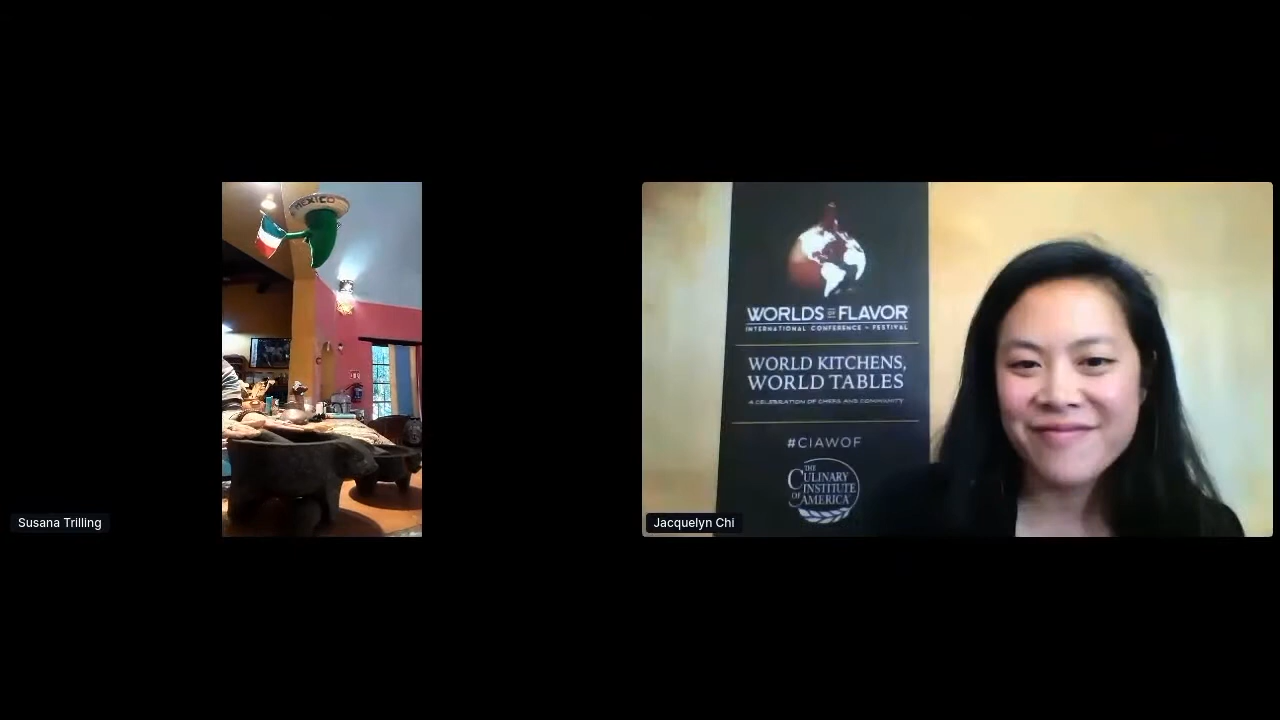 MEXICO
Susana Trilling
WORLDS OF FLAVOR
INTERNATIONAL CONFERENCE + FESTIVAL
WORLD KITCHENS,
WORLD TABLES
A CELEBRATION OF CHEFS AND COMMUNITY
#CIAWOF
THE
CULINARY
INSTITUTE
OF AMERICA
Jacquelyn Chi